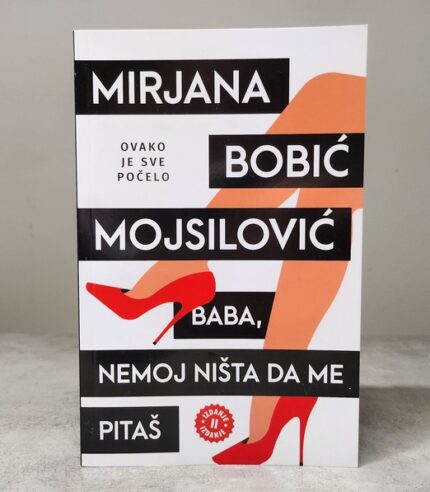 MIRJANA
OVAKO
JE SVE
POČELO
BOBIĆ
MOJSILOVIĆ
BABA,
NEMOJ NIŠTA DA ME
PITAŠ
IZDANJE
II
IZDANJE